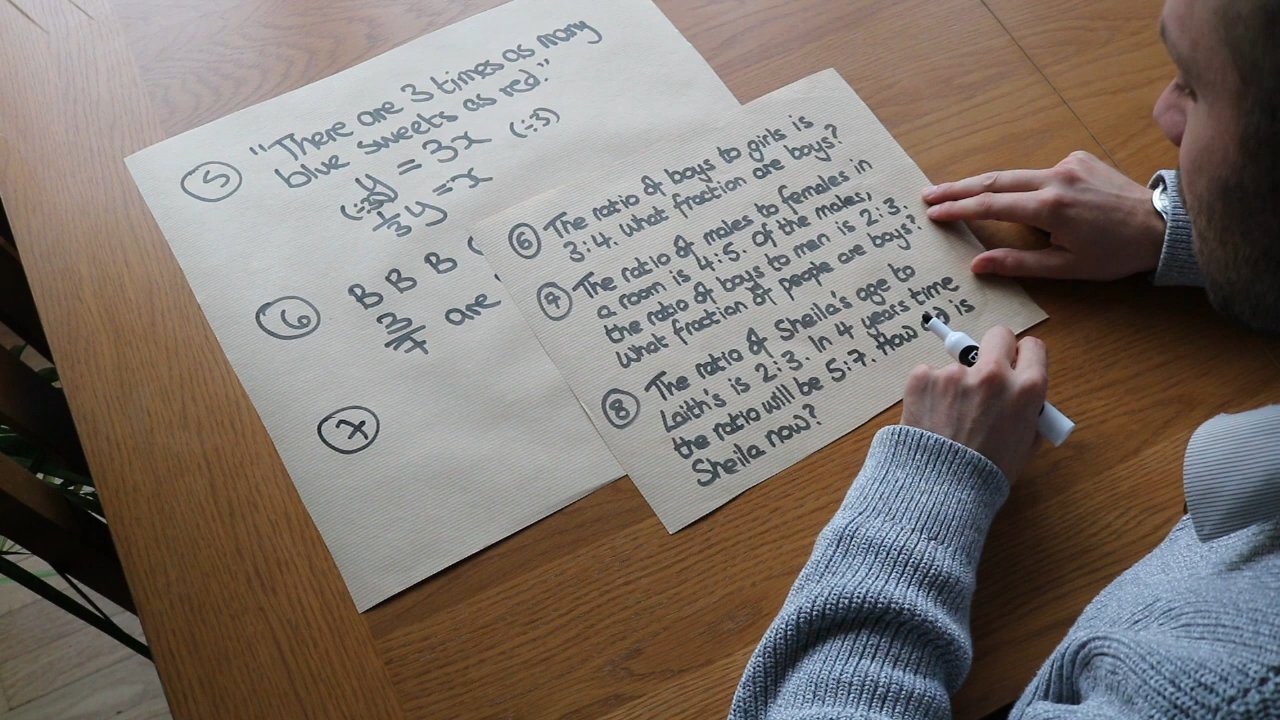 ⑤ "There are 3 times as many
blue sweets as red."
(÷3) y = 3x (÷3)
1/3 y = x
⑥ B B B
3/7 are
⑦
⑥ The ratio of boys to girls is
3:4. What fraction are boys?
⑦ The ratio of males to females in
a room is 4:5. Of the males,
the ratio of boys to men is 2:3.
What fraction of people are boys?
⑧ The ratio of Sheila's age to
Laith's is 2:3. In 4 years time
the ratio will be 5:7. How is
Sheila now?